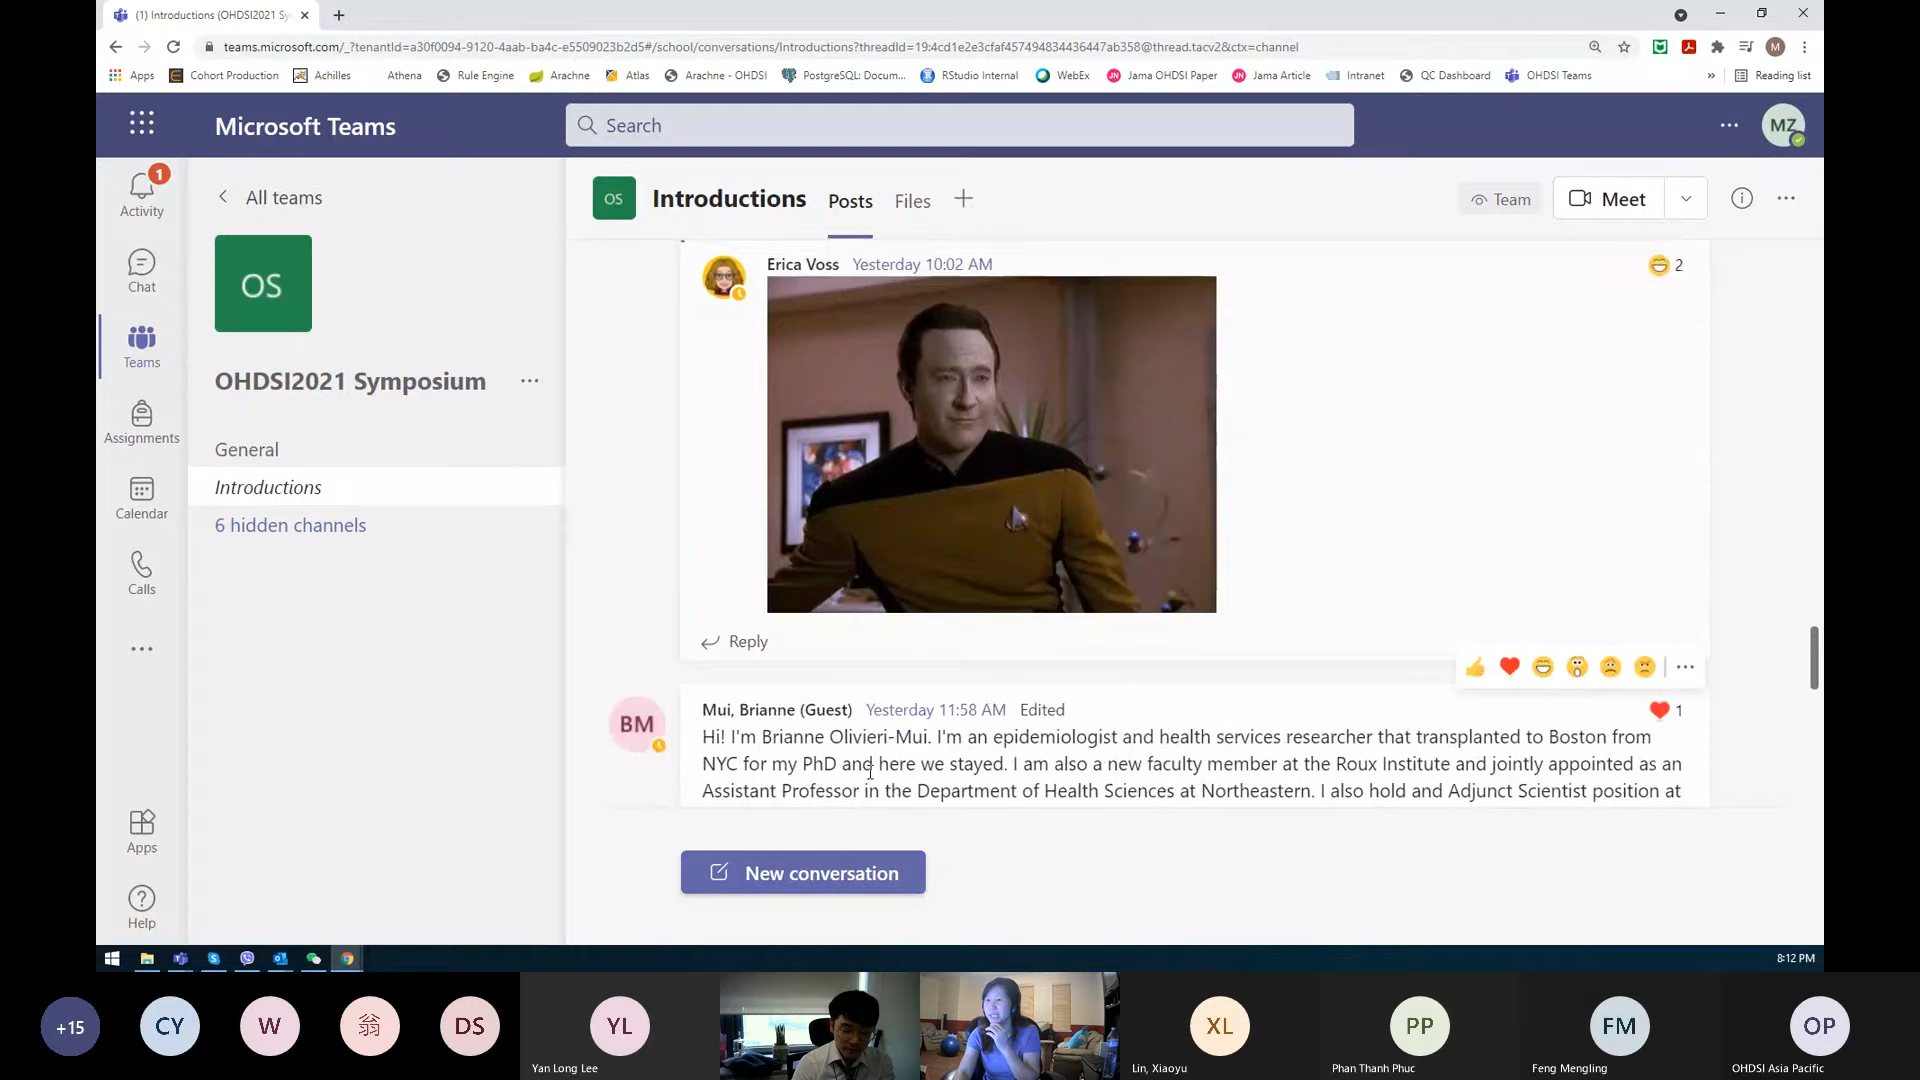 (1) Introductions (OHDSI2021 Sy
teams.microsoft.com/_?tenantId=a30f0094-9120-4aab-ba4c-e5509023b2d5#/school/conversations/Introductions?threadId=19:4cd1e2e3cfaf457494834436447ab358@thread.tacv2&ctx=channel
M
Apps
Cohort Production
Achilles
Athena
Rule Engine
Arachne
Atlas
Arachne - OHDSI
PostgreSQL: Docum...
RStudio Internal
WebEx
Jama OHDSI Paper
Jama Article
Intranet
QC Dashboard
OHDSI Teams
»
Reading list
Microsoft Teams
Search
MZ
1
Activity
Chat
Teams
Assignments
Calendar
Calls
Apps
Help
All teams
OS
OHDSI2021 Symposium
General
Introductions
6 hidden channels
OS
Introductions
Posts
Files
Team
Meet
Erica Voss Yesterday 10:02 AM
2
Reply
BM
Mui, Brianne (Guest) Yesterday 11:58 AM Edited
1
Hi! I'm Brianne Olivieri-Mui. I'm an epidemiologist and health services researcher that transplanted to Boston from
NYC for my PhD and here we stayed. I am also a new faculty member at the Roux Institute and jointly appointed as an
Assistant Professor in the Department of Health Sciences at Northeastern. I also hold and Adjunct Scientist position at
New conversation
8:12 PM
+15
CY
W
翁
DS
YL
Yan Long Lee
XL
Lin, Xiaoyu
PP
Phan Thanh Phuc
FM
Feng Mengling
OP
OHDSI Asia Pacific